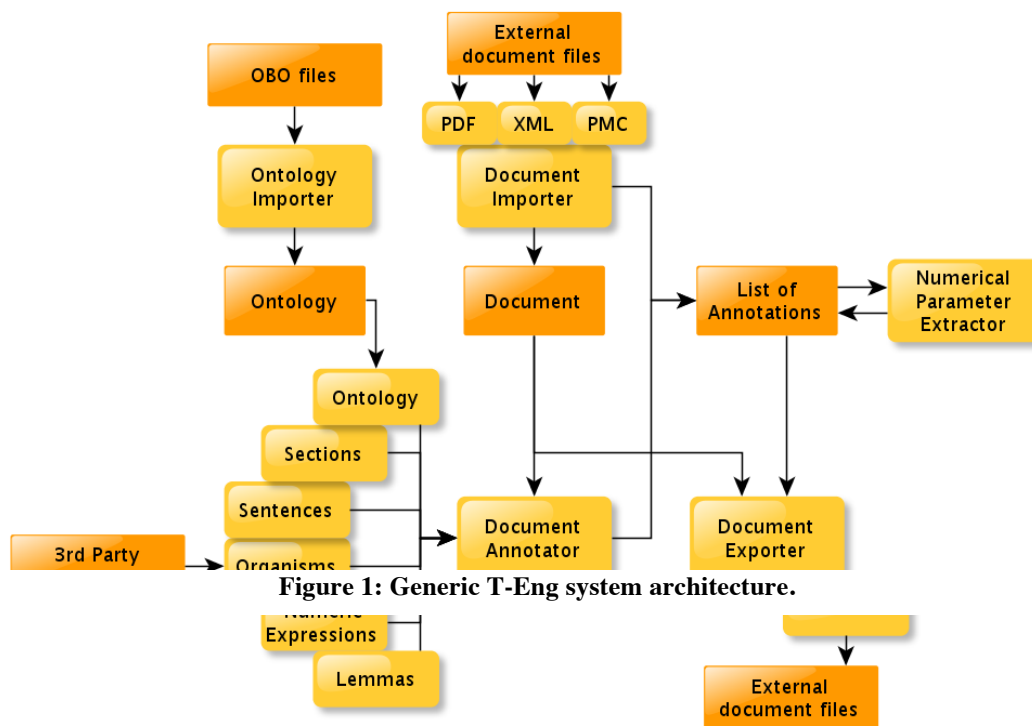 External
document files
OBO files
PDF
XML
PMC
Ontology
Importer
Document
Importer
Ontology
Document
List of
Annotations
Numerical
Parameter
Extractor
Ontology
Sections
Sentences
3rd Party
Organisms
Document
Annotator
Document
Exporter
Figure 1: Generic T-Eng system architecture.
Numeric
Expressions
Lemmas
External
document files